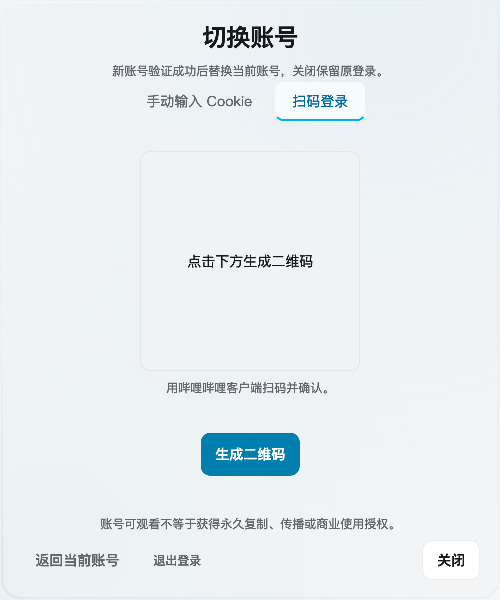 切换账号
新账号验证成功后替换当前账号，关闭保留原登录。
手动输入 Cookie
扫码登录
点击下方生成二维码
用哔哩哔哩客户端扫码并确认。
生成二维码
账号可观看不等于获得永久复制、传播或商业使用授权。
返回当前账号
退出登录
关闭